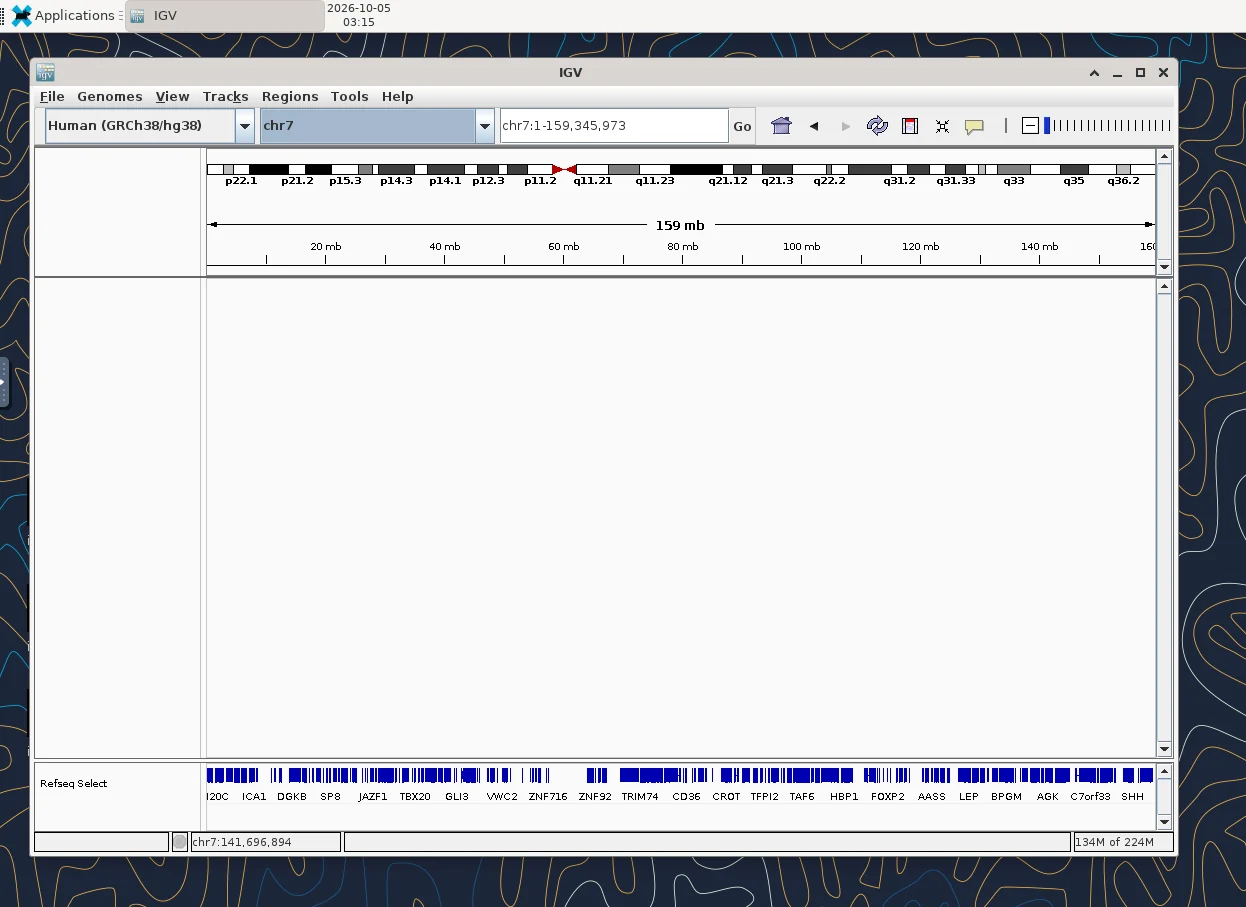 Applications
IGV
2026-10-05
03:15
IGV
File Genomes View Tracks Regions Tools Help
Human (GRCh38/hg38) chr7 chr7:1-159,345,973 Go
p22.1 p21.2 p15.3 p14.3 p14.1 p12.3 p11.2 q11.21 q11.23 q21.12 q21.3 q22.2 q31.2 q31.33 q33 q35 q36.2
159 mb
20 mb 40 mb 60 mb 80 mb 100 mb 120 mb 140 mb 160
Refseq Select
I20C ICA1 DGKB SP8 JAZF1 TBX20 GLI3 VWC2 ZNF716 ZNF92 TRIM74 CD36 CROT TFPI2 TAF6 HBP1 FOXP2 AASS LEP BPGM AGK C7orf33 SHH
chr7:141,696,894 134M of 224M